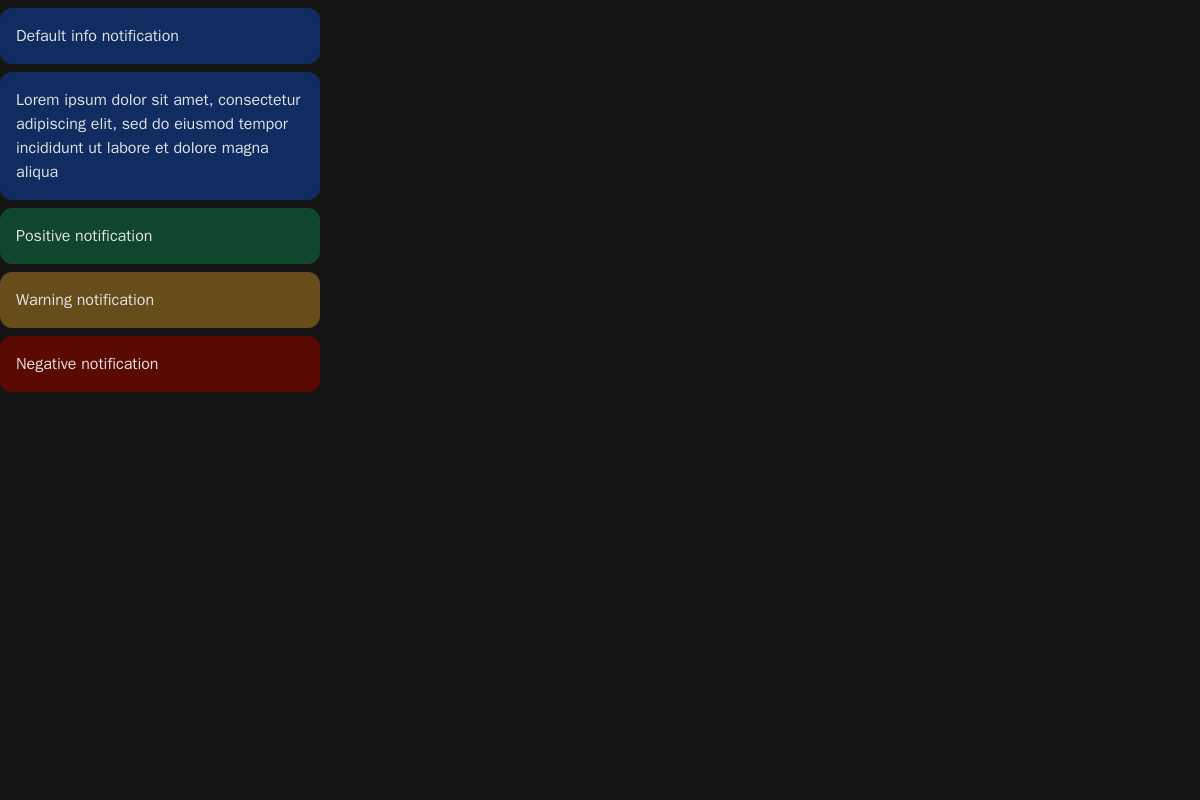 Default info notification
Lorem ipsum dolor sit amet, consectetur
adipiscing elit, sed do eiusmod tempor
incididunt ut labore et dolore magna
aliqua
Positive notification
Warning notification
Negative notification